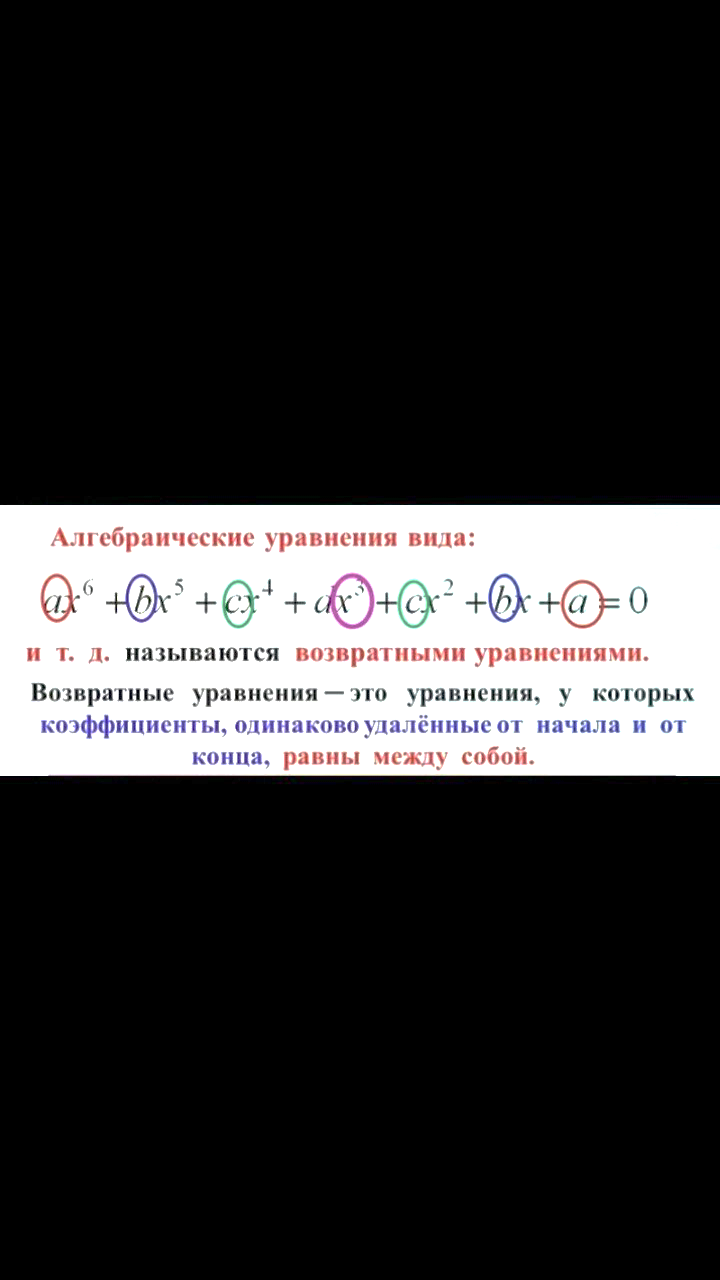 Алгебраические уравнения вида:
ax⁶ + bx⁵ + cx⁴ + dx³ + cx² + bx + a = 0
и т. д. называются возвратными уравнениями.
Возвратные уравнения — это уравнения, у которых
коэффициенты, одинаково удалённые от начала и от
конца, равны между собой.